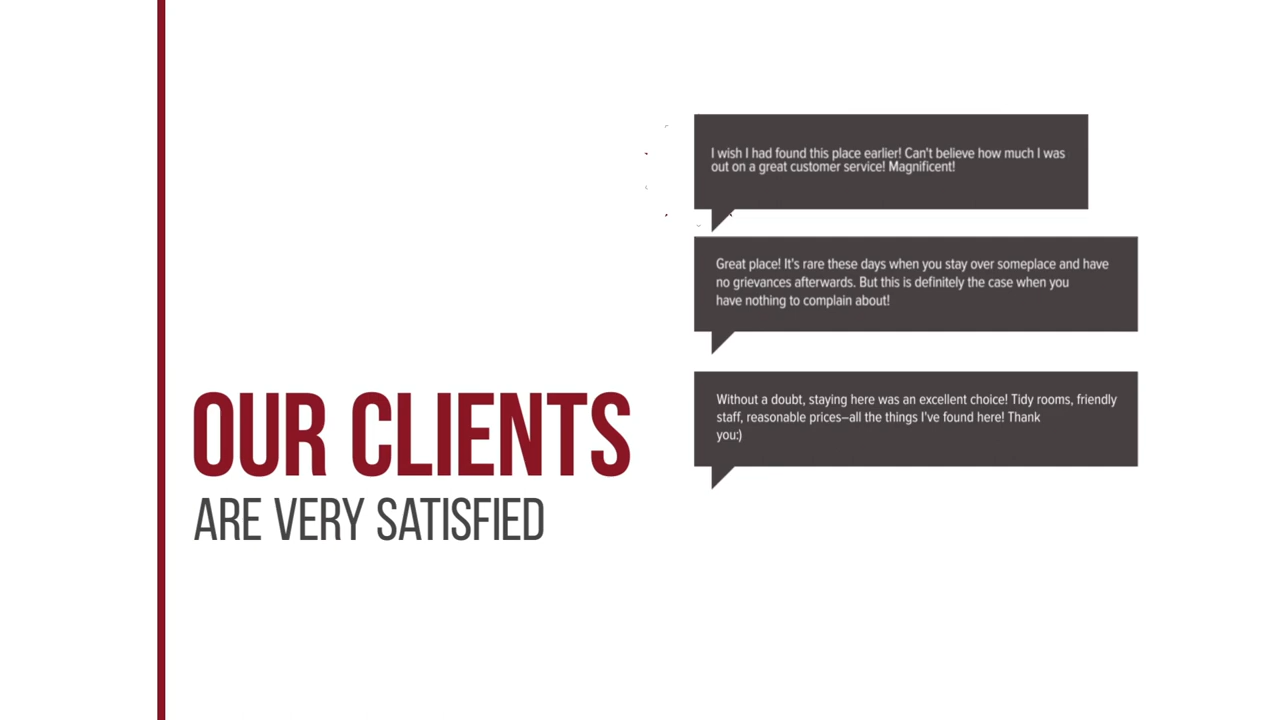 I wish I had found this place earlier! Can't believe how much I was
out on a great customer service! Magnificent!
Great place! It's rare these days when you stay over someplace and have
no grievances afterwards. But this is definitely the case when you
have nothing to complain about!
Without a doubt, staying here was an excellent choice! Tidy rooms, friendly
staff, reasonable prices–all the things I've found here! Thank
you:)
OUR CLIENTS
ARE VERY SATISFIED